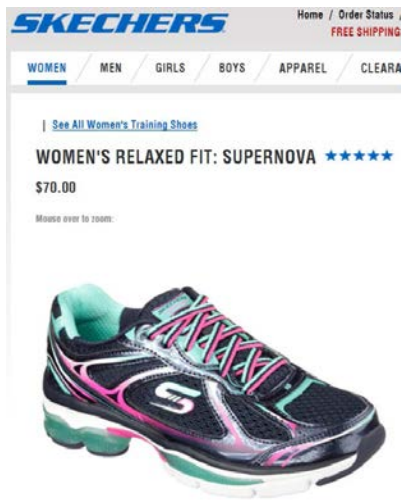 SKECHERS
Home / Order Status /
FREE SHIPPING
WOMEN / MEN / GIRLS / BOYS / APPAREL / CLEARA
| See All Women's Training Shoes
WOMEN'S RELAXED FIT: SUPERNOVA ★★★★★
$70.00
Mouse over to zoom:
S